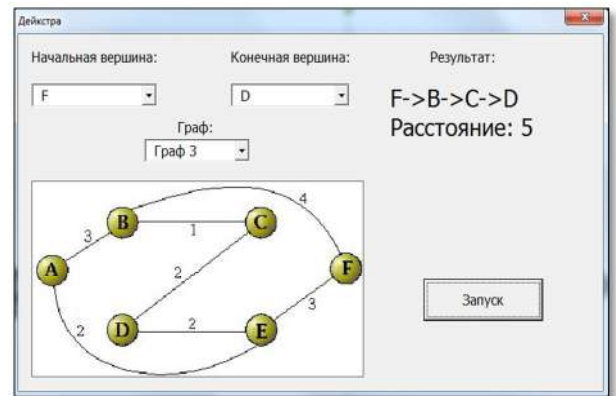 Дейкстра
Начальная вершина: Конечная вершина: Результат:
F D
F->B->C->D
Расстояние: 5
Граф:
Граф 3
4
B C
1
3
A F
2
3
2
2
D E
Запуск